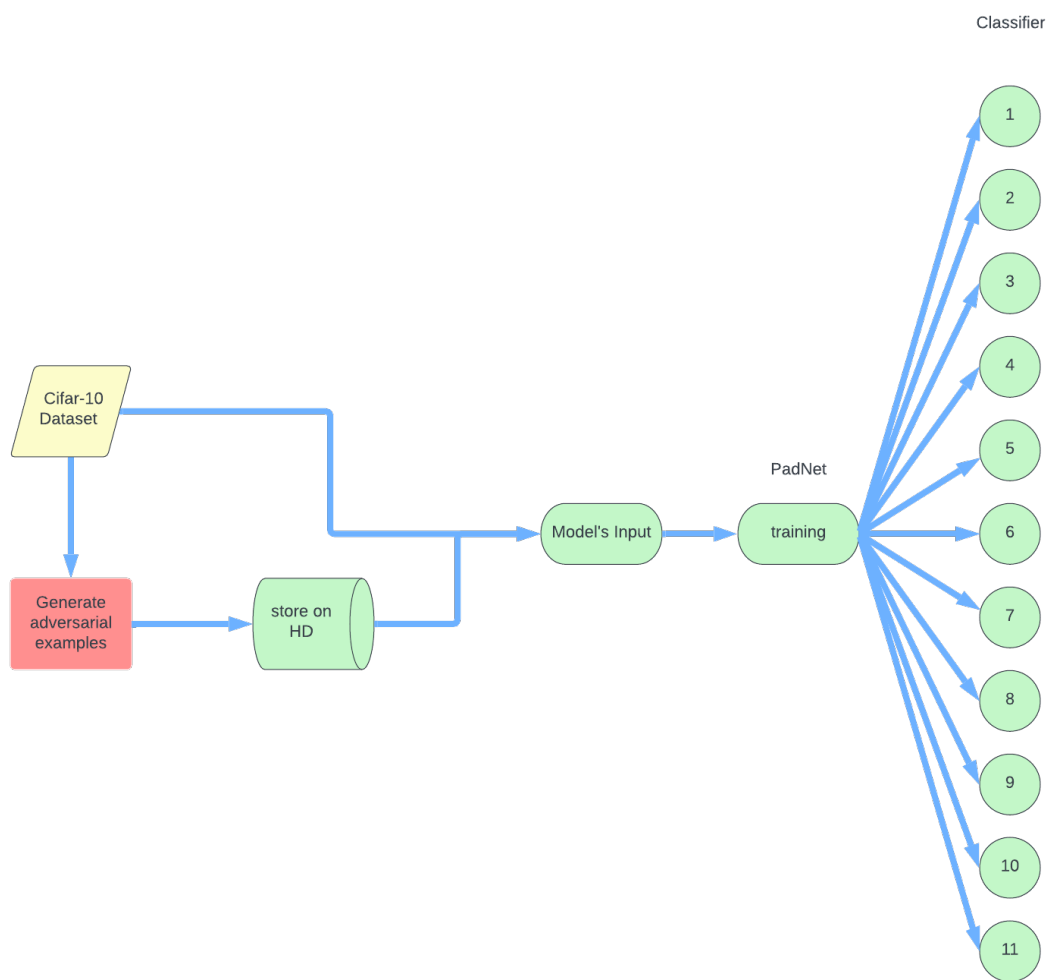 Classifier
1
2
3
4
5
6
7
8
9
10
11
Cifar-10
Dataset
Generate
adversarial
examples
store on
HD
Model's Input
PadNet
training